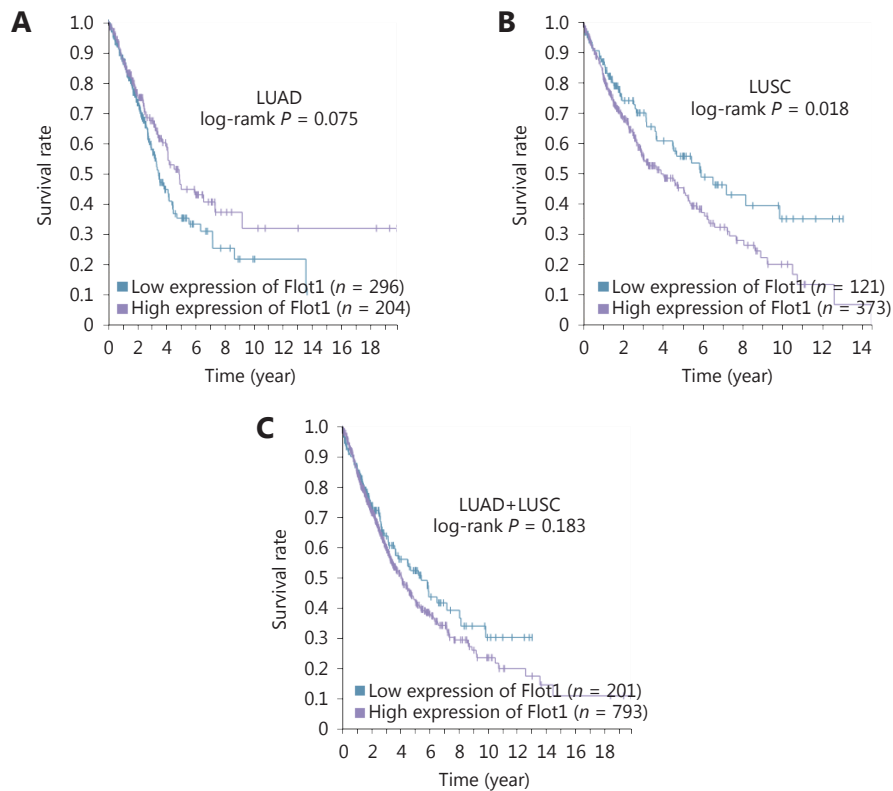 A
LUAD
log-ramk P = 0.075
Survival rate
1.0
0.9
0.8
0.7
0.6
0.5
0.4
0.3
0.2
0.1
0
Low expression of Flot1 (n = 296)
High expression of Flot1 (n = 204)
0 2 4 6 8 10 12 14 16 18
Time (year)
B
LUSC
log-ramk P = 0.018
Survival rate
1.0
0.9
0.8
0.7
0.6
0.5
0.4
0.3
0.2
0.1
0
Low expression of Flot1 (n = 121)
High expression of Flot1 (n = 373)
0 2 4 6 8 10 12 14
Time (year)
C
LUAD+LUSC
log-rank P = 0.183
Survival rate
1.0
0.9
0.8
0.7
0.6
0.5
0.4
0.3
0.2
0.1
0
Low expression of Flot1 (n = 201)
High expression of Flot1 (n = 793)
0 2 4 6 8 10 12 14 16 18
Time (year)